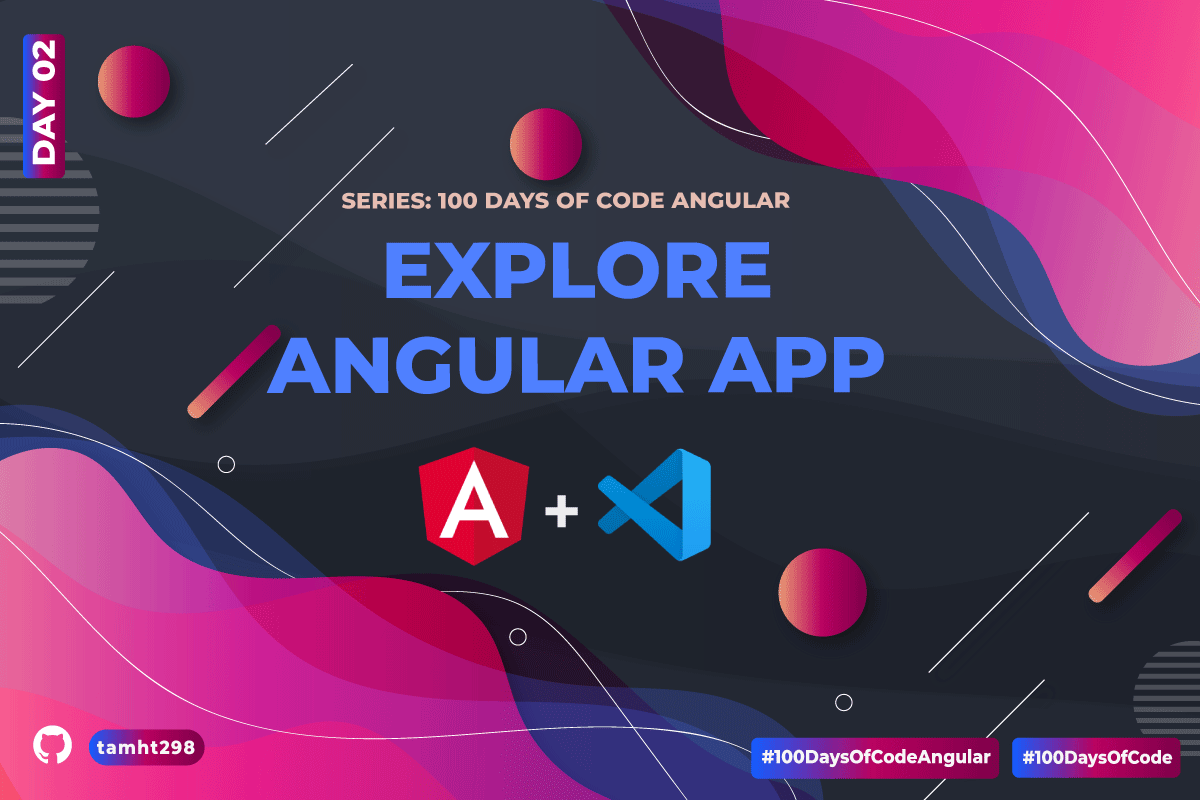 DAY 02
SERIES: 100 DAYS OF CODE ANGULAR
EXPLORE
ANGULAR APP
A
+
tamht298
#100DaysOfCodeAngular
#100DaysOfCode